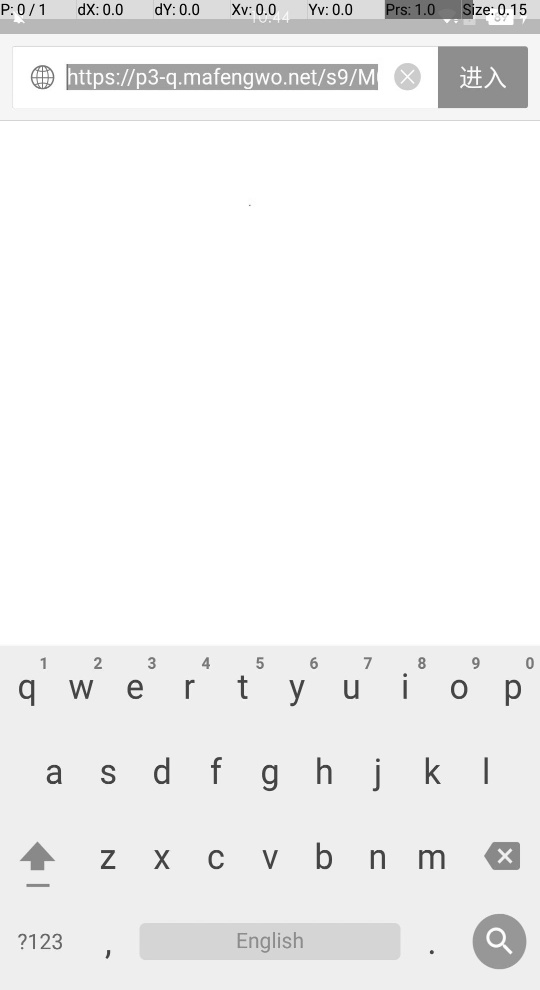 P: 0 / 1 dX: 0.0 dY: 0.0 Xv: 0.0 Yv: 0.0 Prs: 1.0 Size: 0.15
https://p3-q.mafengwo.net/s9/M 进入
1 2 3 4 5 6 7 8 9 0
q w e r t y u i o p
a s d f g h j k l
z x c v b n m
?123 , English .